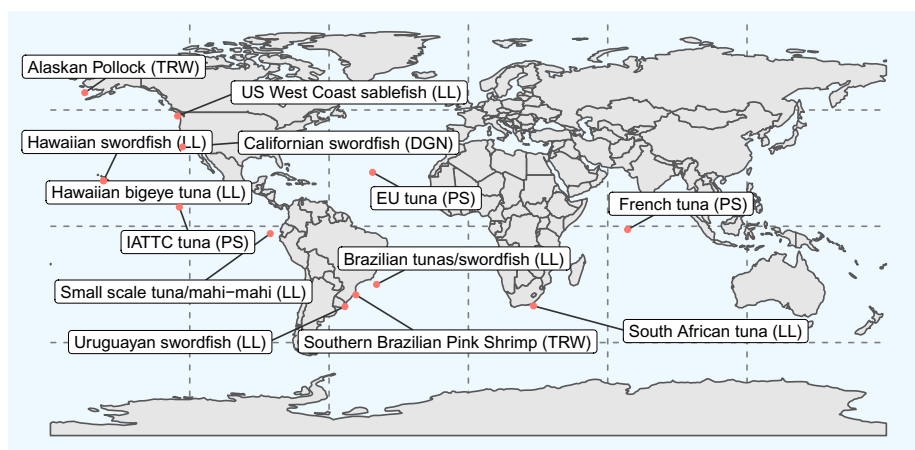 Alaskan Pollock (TRW)
US West Coast sablefish (LL)
Hawaiian swordfish (LL)
Californian swordfish (DGN)
Hawaiian bigeye tuna (LL)
EU tuna (PS)
French tuna (PS)
IATTC tuna (PS)
Brazilian tunas/swordfish (LL)
Small scale tuna/mahi−mahi (LL)
South African tuna (LL)
Uruguayan swordfish (LL)
Southern Brazilian Pink Shrimp (TRW)